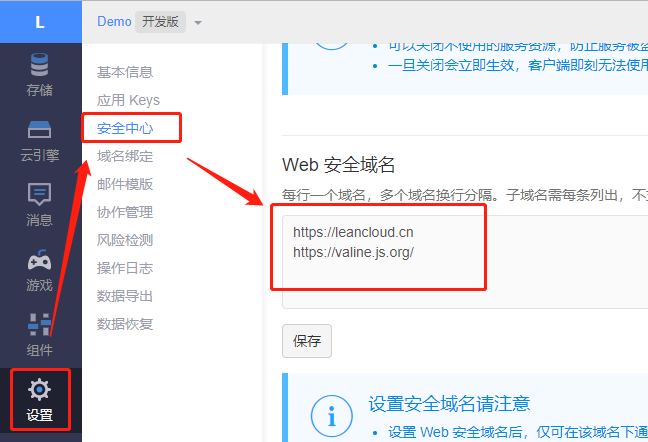 L
Demo 开发版
存储
云引擎
消息
游戏
组件
设置
基本信息
应用 Keys
安全中心
域名绑定
邮件模版
协作管理
风险检测
操作日志
数据导出
数据恢复
可以关闭不使用的服务资源，防止服务被
一旦关闭会立即生效，客户端即刻无法使用
Web 安全域名
每行一个域名，多个域名换行分隔。子域名需每条列出，不
https://leancloud.cn
https://valine.js.org/
保存
设置安全域名请注意
设置 Web 安全域名后，仅可在该域名下通